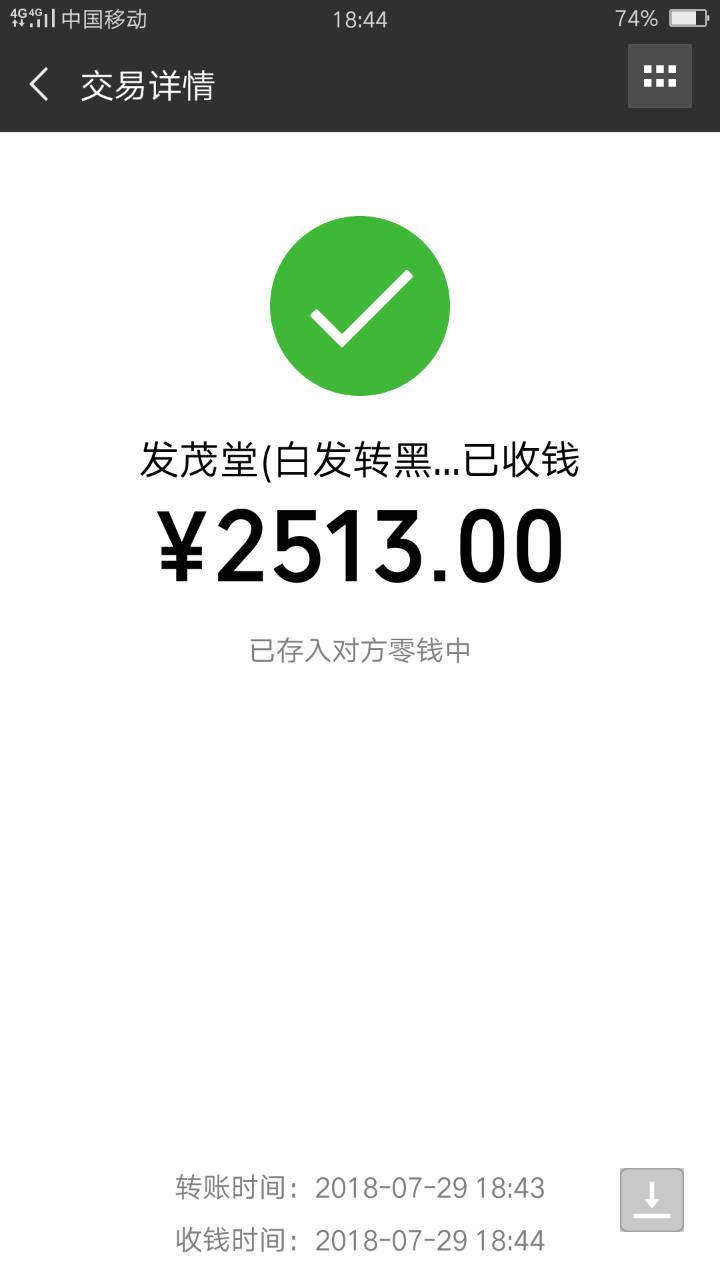 4G 4G 中国移动 18:44 74%
交易详情
发茂堂(白发转黑...已收钱
¥2513.00
已存入对方零钱中
转账时间：2018-07-29 18:43
收钱时间：2018-07-29 18:44